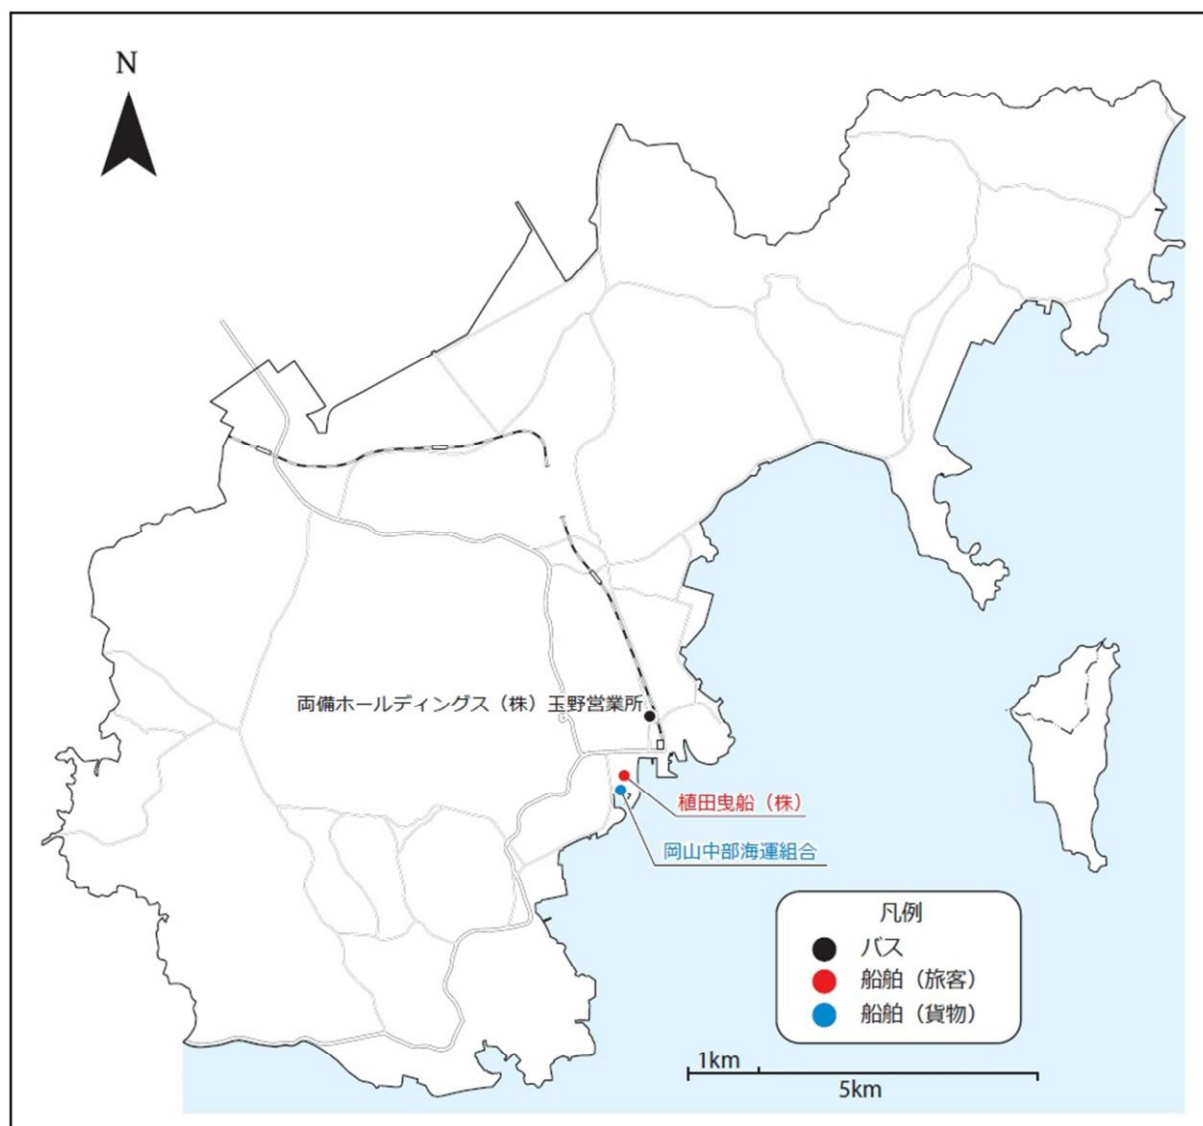 N
両備ホールディングス（株）玉野営業所
植田曳船（株）
岡山中部海運組合
凡例
バス
船舶（旅客）
船舶（貨物）
1km
5km